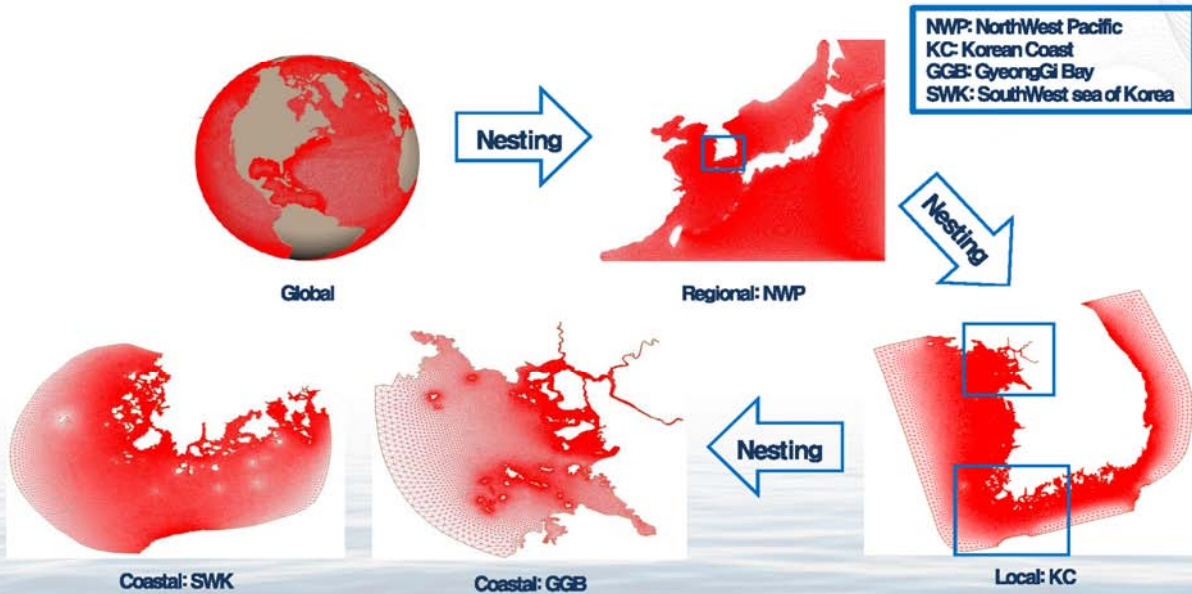 NWP: NorthWest Pacific
KC: Korean Coast
GGB: GyeongGi Bay
SWK: SouthWest sea of Korea
Nesting
Nesting
Global
Regional: NWP
Nesting
Coastal: SWK
Coastal: GGB
Local: KC